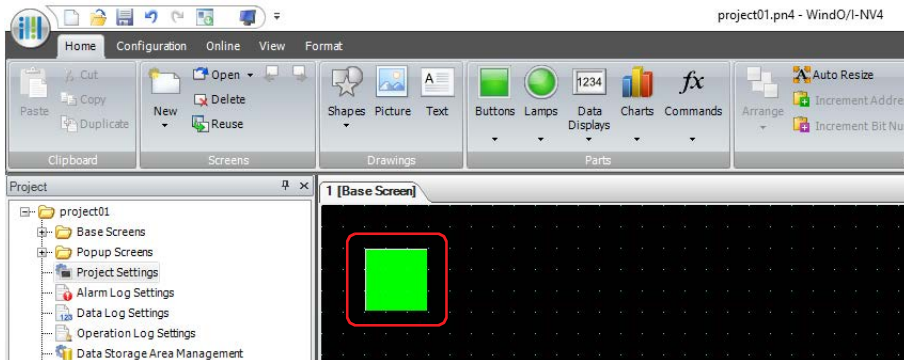 project01.pn4 - WindO/I-NV4
Home Configuration Online View Format
Cut Open Auto Resize
Paste Copy New Delete Shapes Picture Text Buttons Lamps Data Displays Charts Commands Arrange Increment
Duplicate Reuse Increment Bit
Clipboard Screens Drawings Parts
1234
A
fx
Project
1 [Base Screen]
project01
Base Screens
Popup Screens
Project Settings
Alarm Log Settings
Data Log Settings
Operation Log Settings
Data Storage Area Management